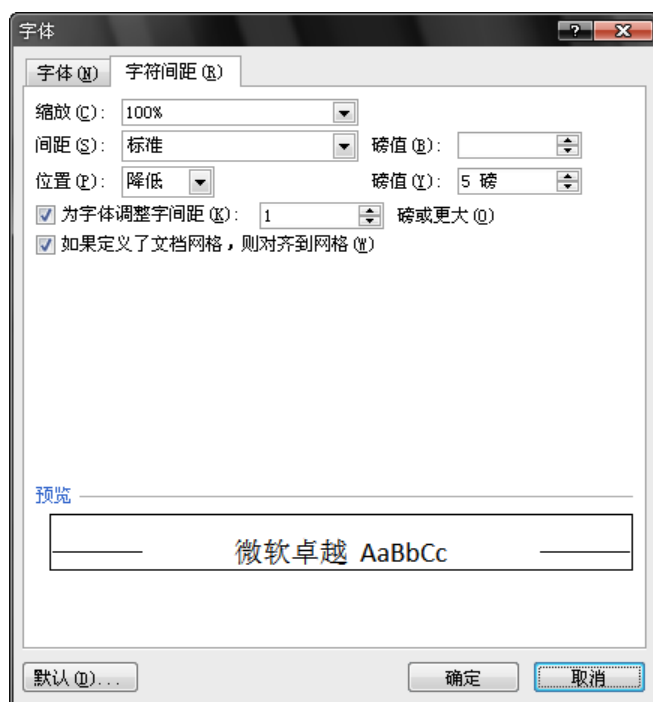 字体
字体(N) 字符间距(R)
缩放(C): 100%
间距(S): 标准 磅值(B):
位置(P): 降低 磅值(Y): 5 磅
为字体调整字间距(K): 1 磅或更大(O)
如果定义了文档网格，则对齐到网格(W)
预览
微软卓越 AaBbCc
默认(D)... 确定 取消